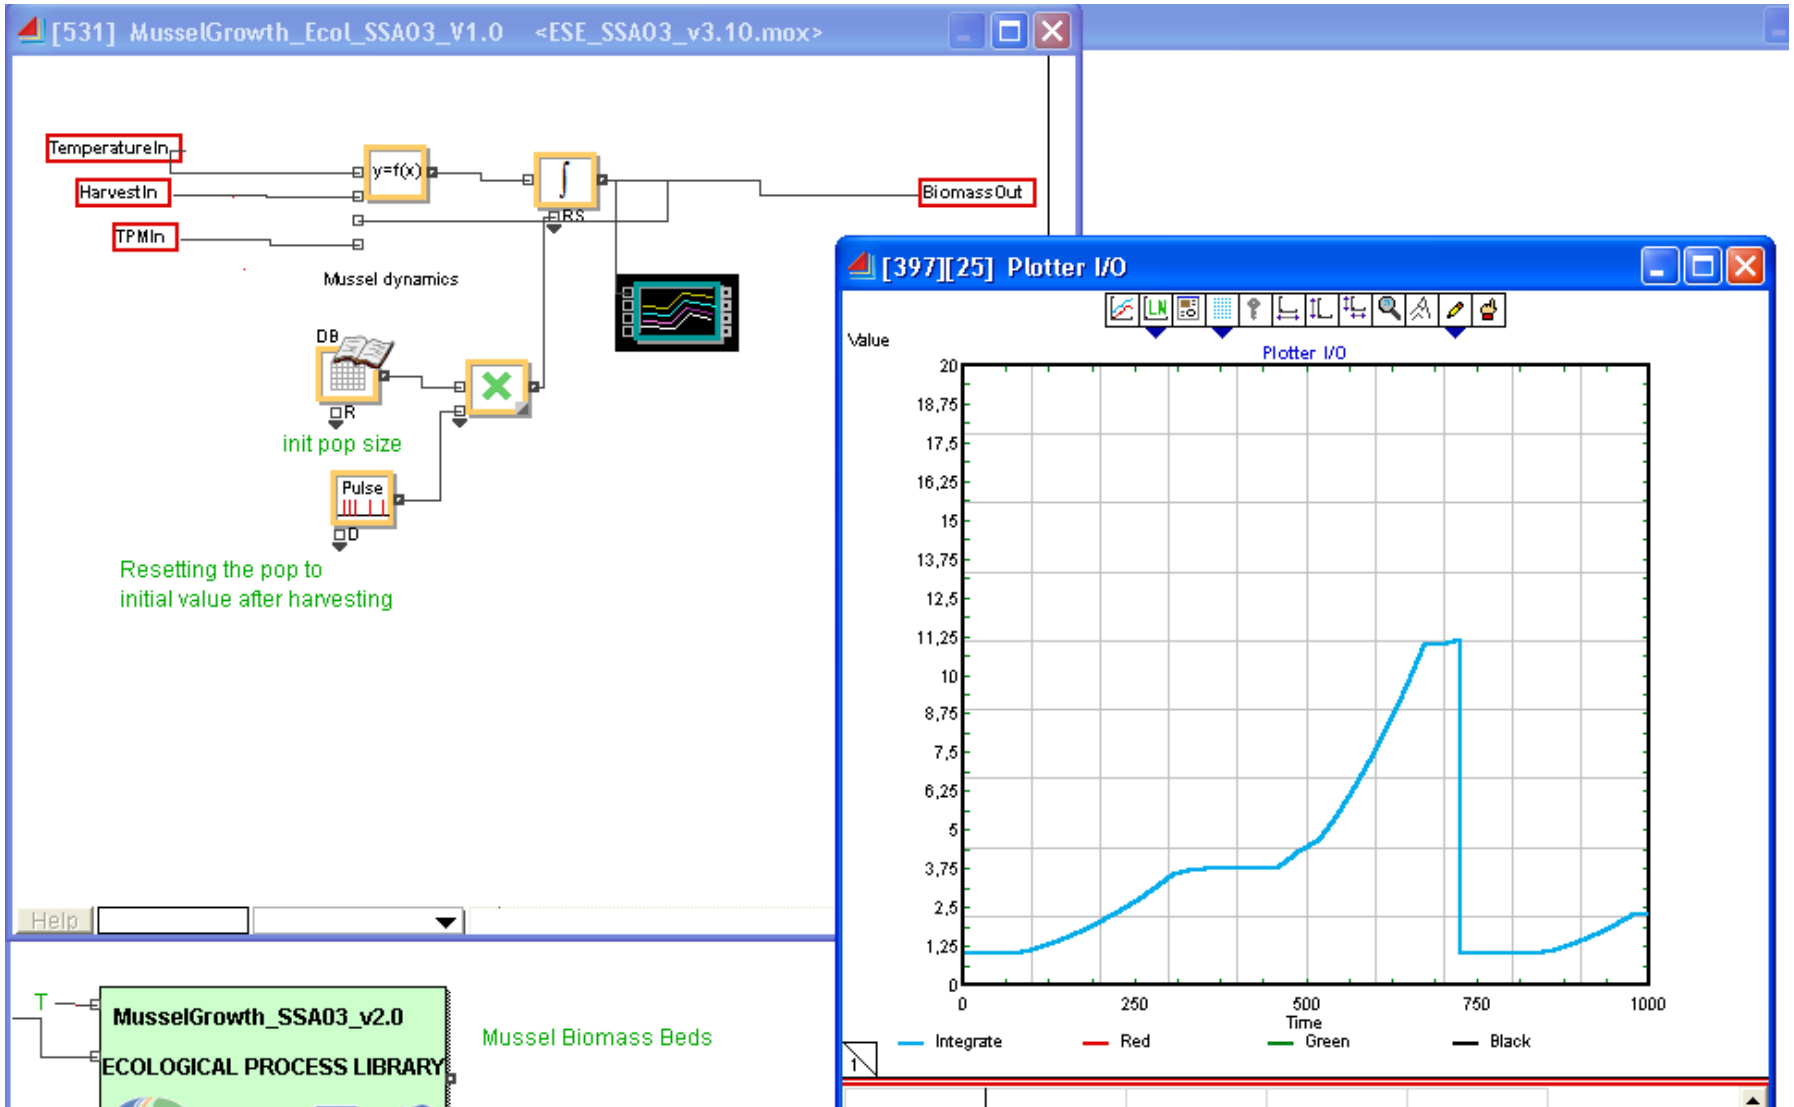 [531] MusselGrowth_Ecol_SSA03_V1.0 <ESE_SSA03_v3.10.mox>
TemperatureIn
HarvestIn
TPMIn
y=f(x)
∫
RS
BiomassOut
Mussel dynamics
DB
R
init pop size
Pulse
D
Resetting the pop to
initial value after harvesting
Help
T
MusselGrowth_SSA03_v2.0
ECOLOGICAL PROCESS LIBRARY
Mussel Biomass Beds
[397][25] Plotter I/O
LN
Value
Plotter I/O
20
18,75
17,5
16,25
15
13,75
12,5
11,25
10
8,75
7,5
6,25
5
3,75
2,5
1,25
0
0 250 500 750 1000
Time
Integrate Red Green Black
1